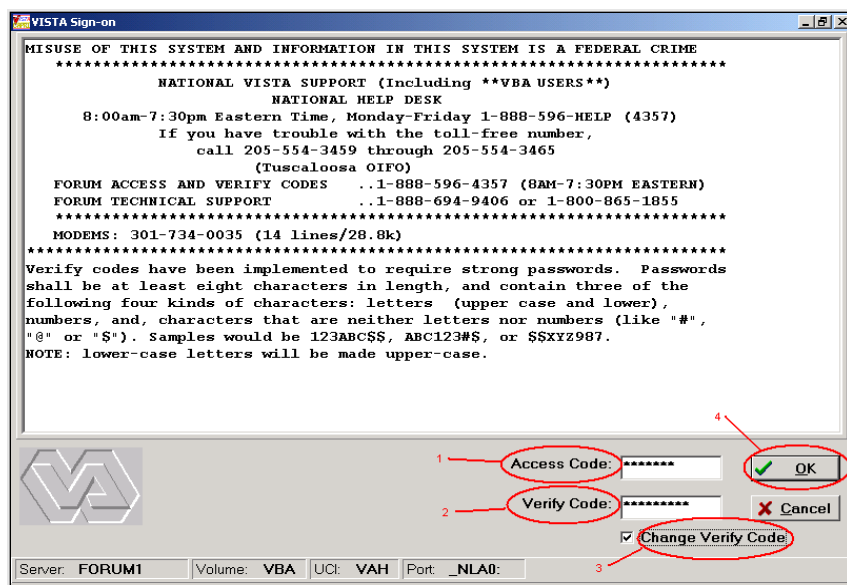 VISTA Sign-on
MISUSE OF THIS SYSTEM AND INFORMATION IN THIS SYSTEM IS A FEDERAL CRIME
**********************************************************************
NATIONAL VISTA SUPPORT (Including **VBA USERS**)
NATIONAL HELP DESK
8:00am-7:30pm Eastern Time, Monday-Friday 1-888-596-HELP (4357)
If you have trouble with the toll-free number,
call 205-554-3459 through 205-554-3465
(Tuscaloosa OIFO)
FORUM ACCESS AND VERIFY CODES ..1-888-596-4357 (8AM-7:30PM EASTERN)
FORUM TECHNICAL SUPPORT ..1-888-694-9406 or 1-800-865-1855
**********************************************************************
MODEMS: 301-734-0035 (14 lines/28.8k)
*************************************************************************
Verify codes have been implemented to require strong passwords. Passwords
shall be at least eight characters in length, and contain three of the
following four kinds of characters: letters (upper case and lower),
numbers, and, characters that are neither letters nor numbers (like "#",
"@" or "$"). Samples would be 123ABC$$, ABC123#$, or $$XYZ987.
NOTE: lower-case letters will be made upper-case.
4
1 Access Code: ******* OK
2 Verify Code: ********* Cancel
Change Verify Code
3
Server: FORUM1 Volume: VBA UCI: VAH Port: _NLA0: